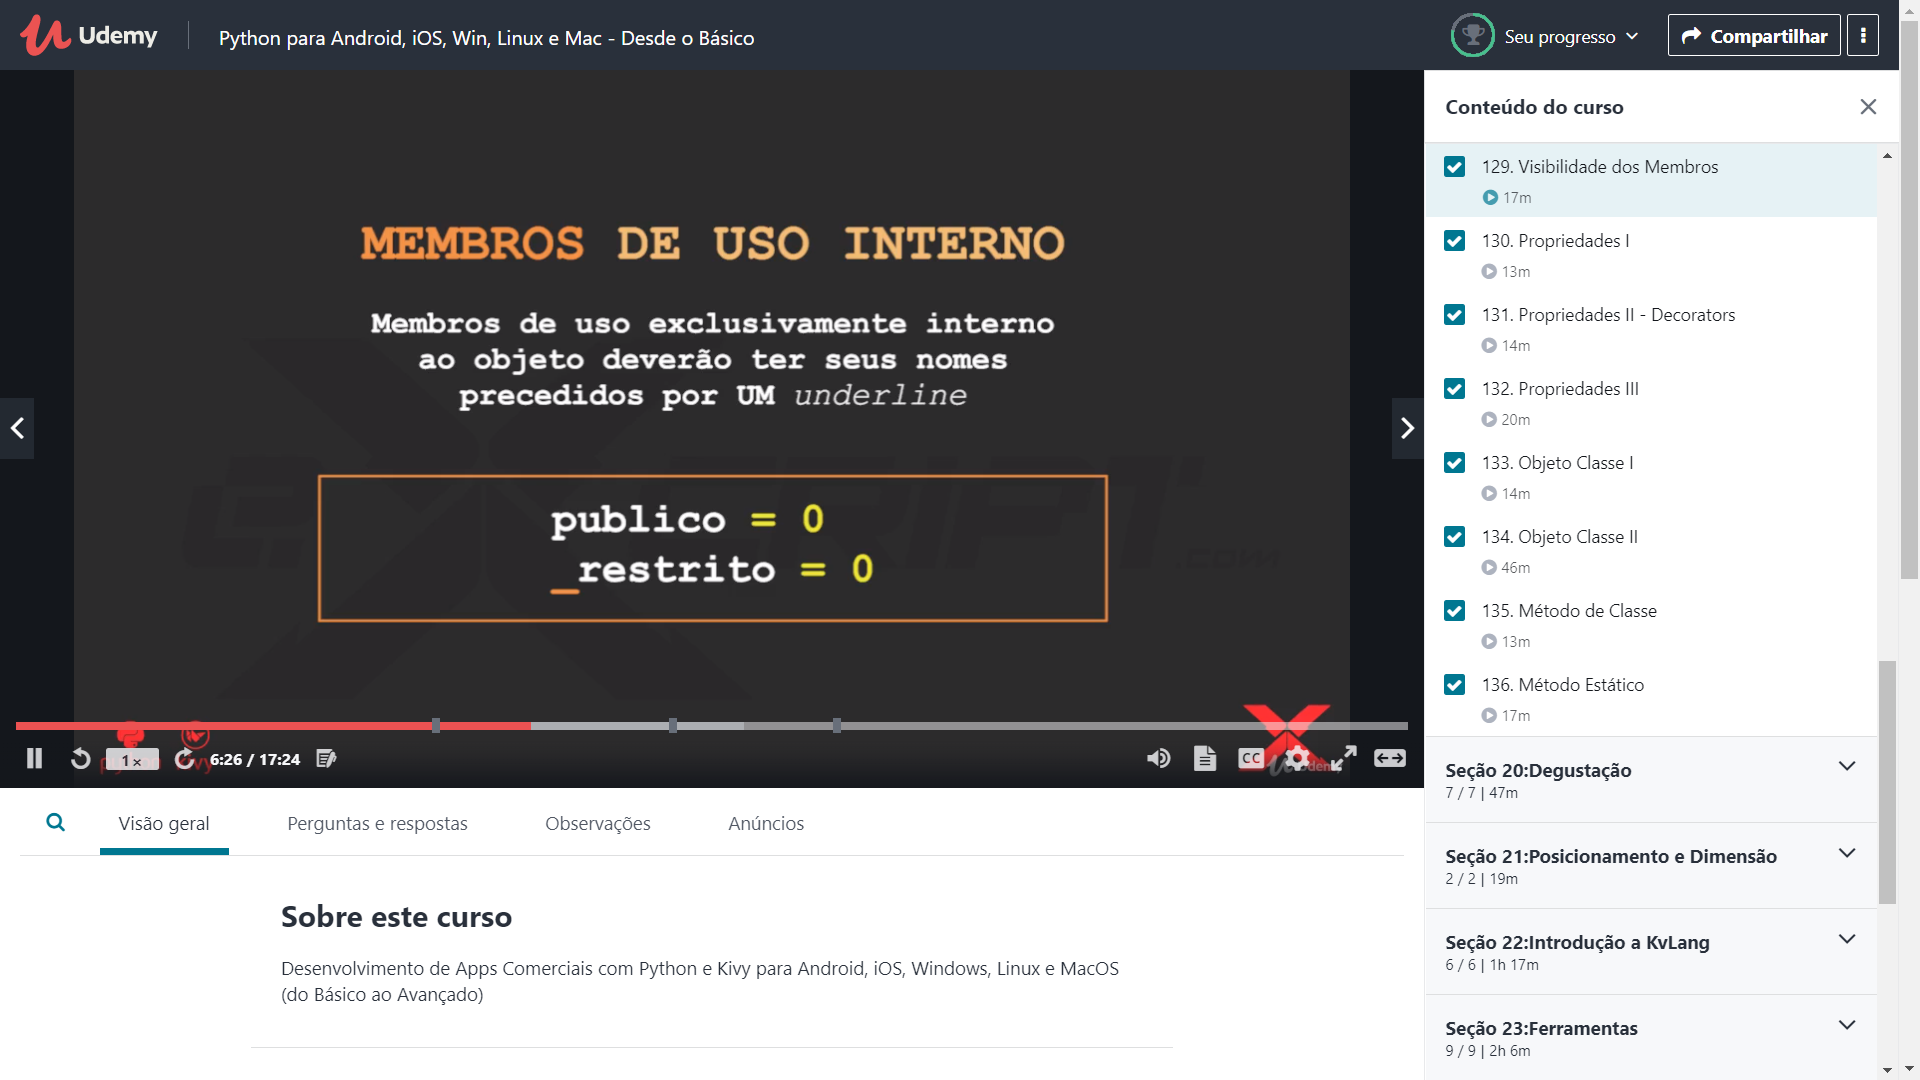 Udemy
Python para Android, iOS, Win, Linux e Mac - Desde o Básico
Seu progresso
Compartilhar
MEMBROS DE USO INTERNO
Membros de uso exclusivamente interno
ao objeto deverão ter seus nomes
precedidos por UM underline
publico = 0
_restrito = 0
1×
6:26 / 17:24
CC
Visão geral
Perguntas e respostas
Observações
Anúncios
Sobre este curso
Desenvolvimento de Apps Comerciais com Python e Kivy para Android, iOS, Windows, Linux e MacOS
(do Básico ao Avançado)
Conteúdo do curso
129. Visibilidade dos Membros
17m
130. Propriedades I
13m
131. Propriedades II - Decorators
14m
132. Propriedades III
20m
133. Objeto Classe I
14m
134. Objeto Classe II
46m
135. Método de Classe
13m
136. Método Estático
17m
Seção 20:Degustação
7 / 7 | 47m
Seção 21:Posicionamento e Dimensão
2 / 2 | 19m
Seção 22:Introdução a KvLang
6 / 6 | 1h 17m
Seção 23:Ferramentas
9 / 9 | 2h 6m